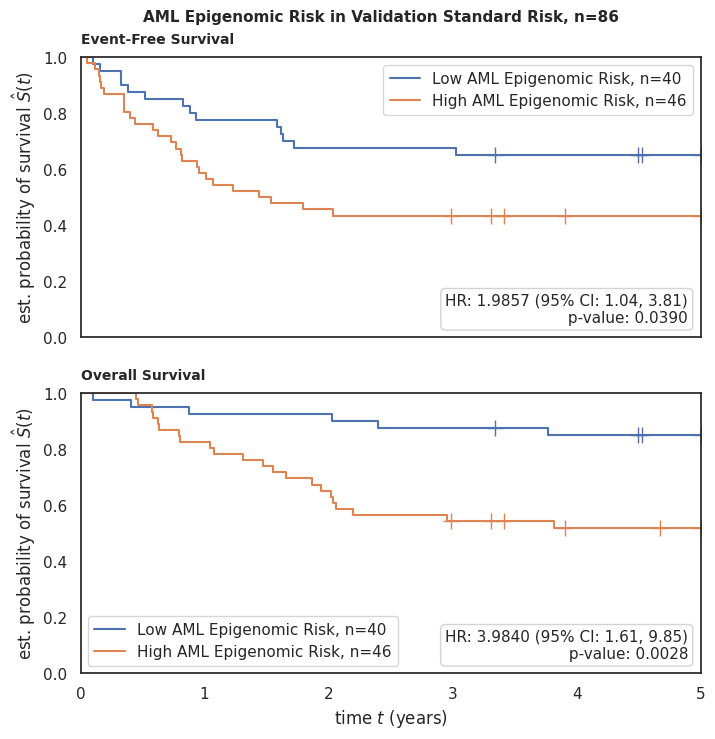 AML Epigenomic Risk in Validation Standard Risk, n=86
Event-Free Survival
est. probability of survival Ŝ(t)
1.0
0.8
0.6
0.4
0.2
0.0
Low AML Epigenomic Risk, n=40
High AML Epigenomic Risk, n=46
HR: 1.9857 (95% CI: 1.04, 3.81)
p-value: 0.0390
Overall Survival
est. probability of survival Ŝ(t)
1.0
0.8
0.6
0.4
0.2
0.0
Low AML Epigenomic Risk, n=40
High AML Epigenomic Risk, n=46
HR: 3.9840 (95% CI: 1.61, 9.85)
p-value: 0.0028
0 1 2 3 4 5
time t (years)